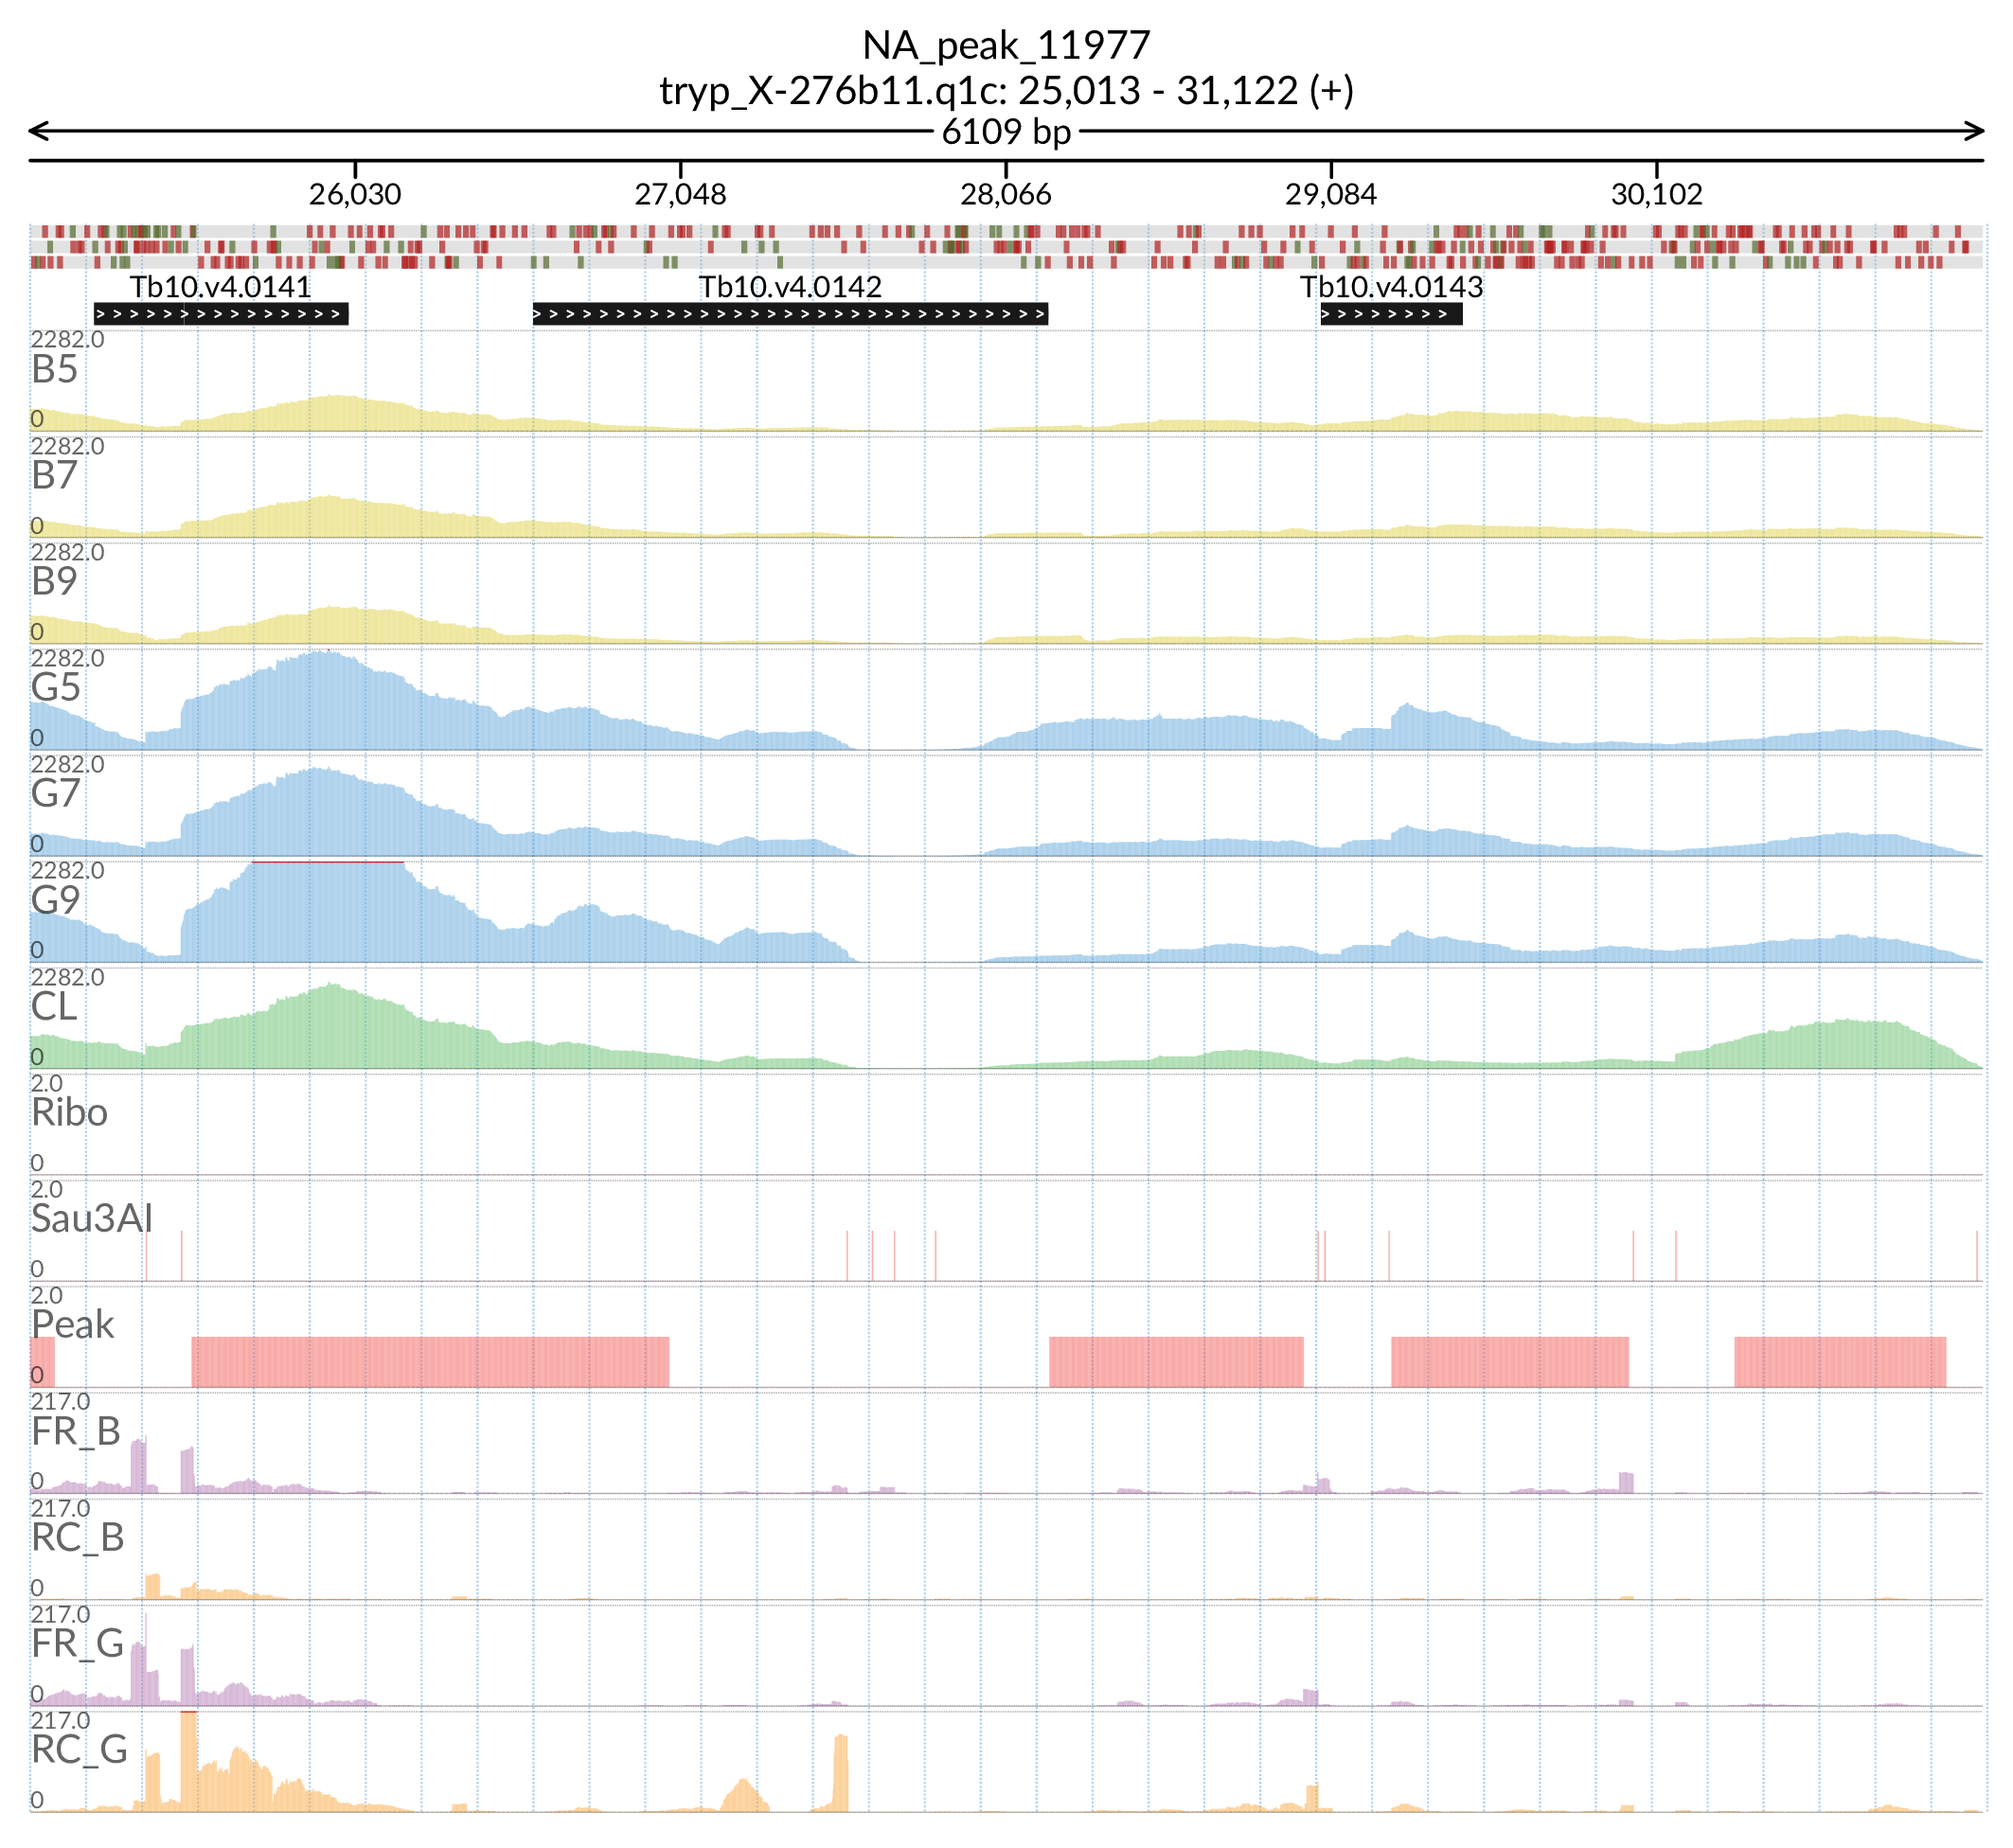 NA_peak_11977
tryp_X-276b11.q1c: 25,013 - 31,122 (+)
6109 bp
26,030 27,048 28,066 29,084 30,102
Tb10.v4.0141 Tb10.v4.0142 Tb10.v4.0143
2282.0
B5
0
2282.0
B7
0
2282.0
B9
0
2282.0
G5
0
2282.0
G7
0
2282.0
G9
0
2282.0
CL
0
2.0
Ribo
0
2.0
Sau3AI
0
2.0
Peak
0
217.0
FR_B
0
217.0
RC_B
0
217.0
FR_G
0
217.0
RC_G
0